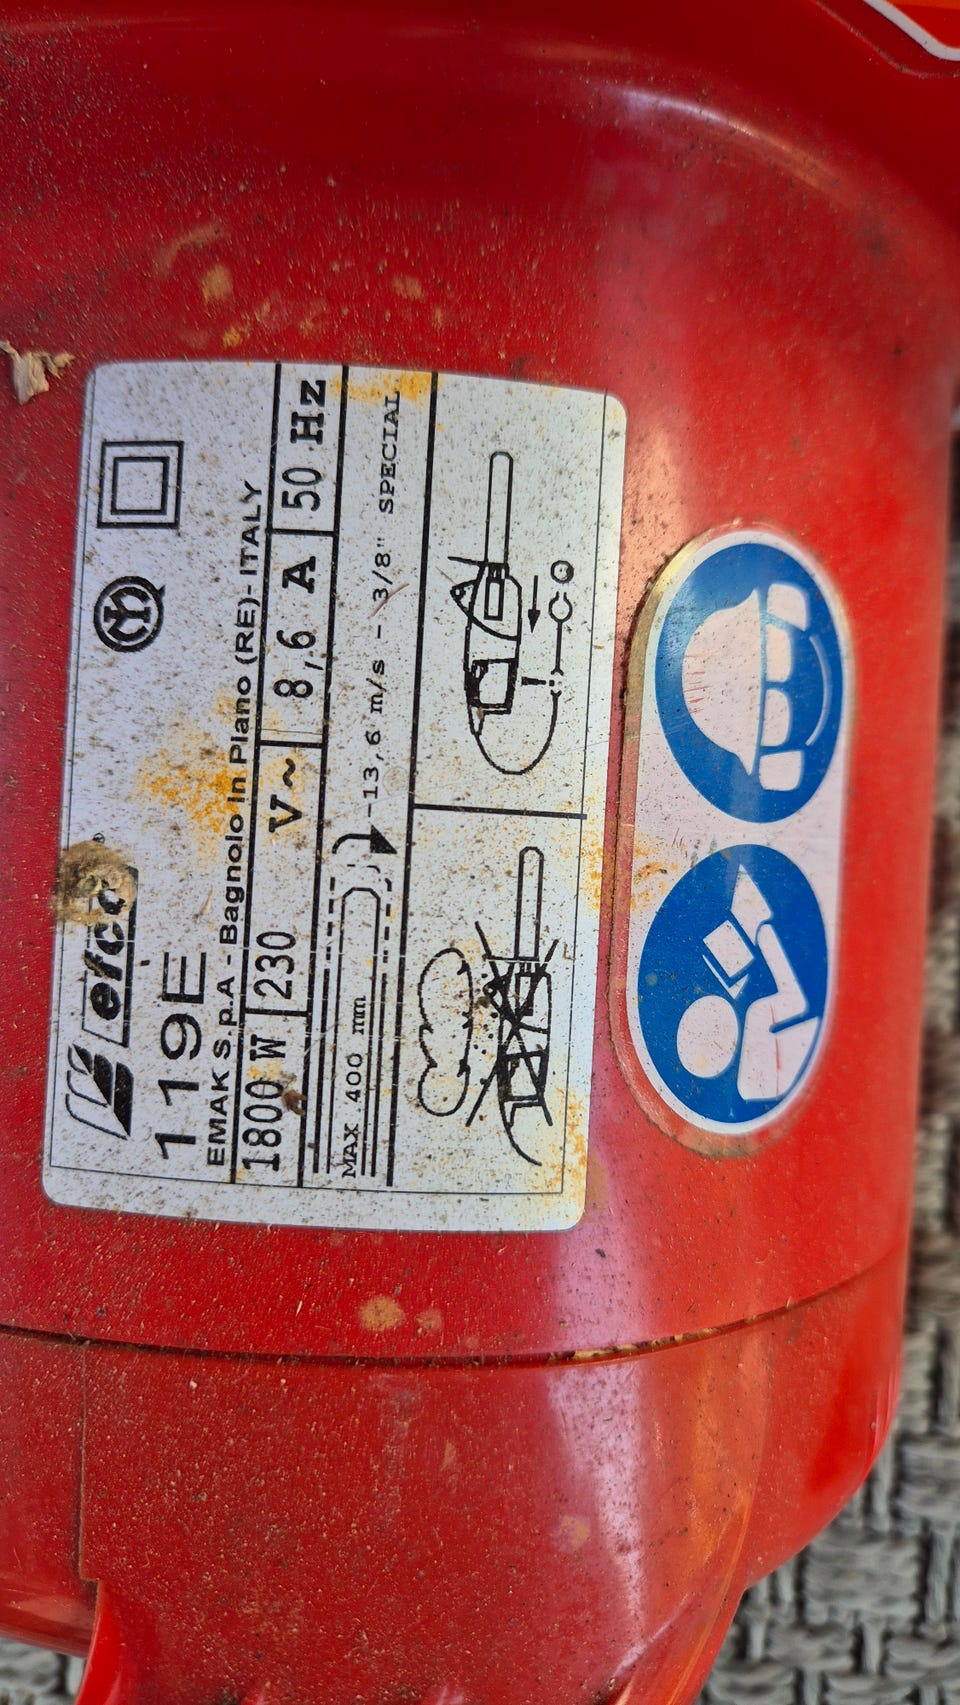 efco®
119E
EMAK S.p.A - Bagnolo in Piano (RE)- ITALY
1800 W 230 V~ 8,6 A 50 Hz
MAX 400 mm -13,6 m/s - 3/8" SPECIAL
!